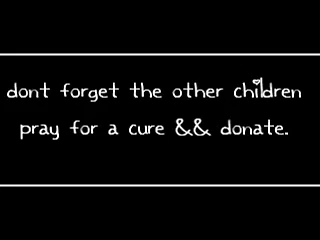 dont forget the other children
pray for a cure && donate.